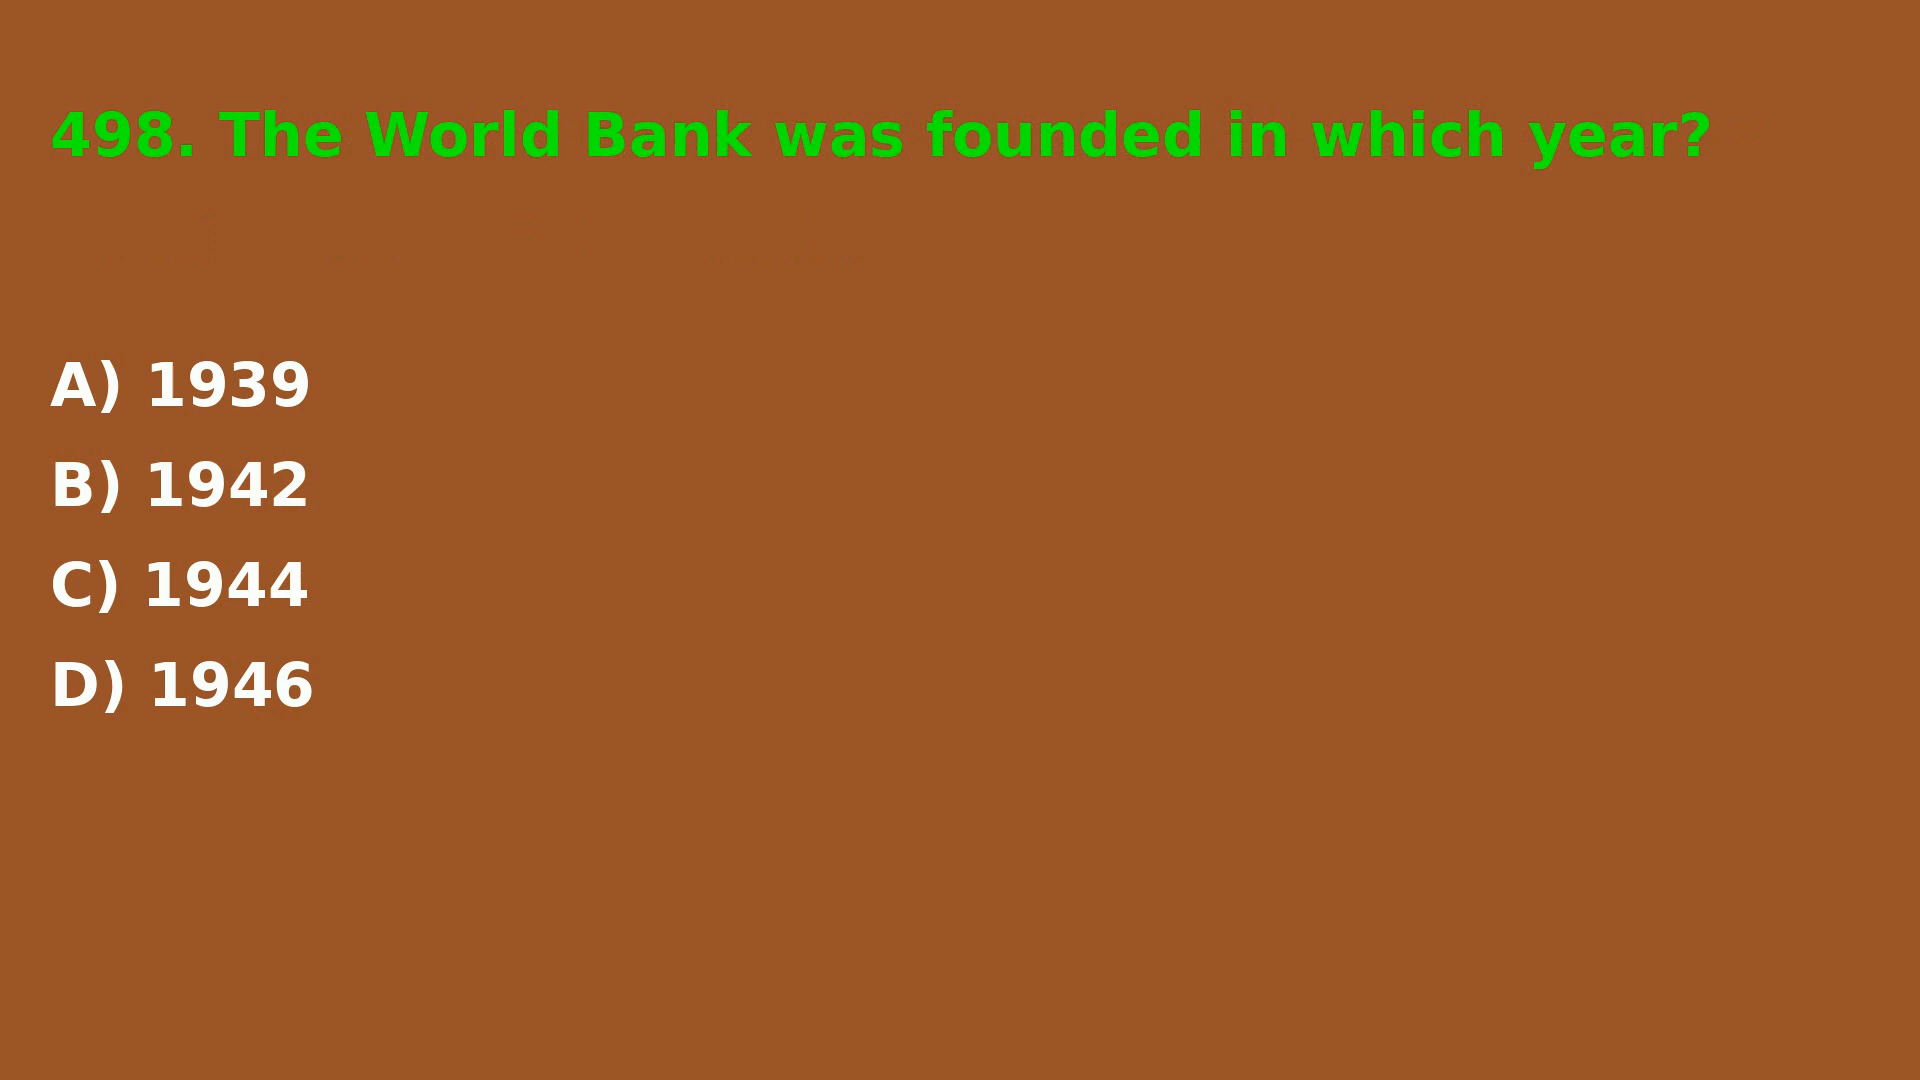 498. The World Bank was founded in which year?
A) 1939
B) 1942
C) 1944
D) 1946